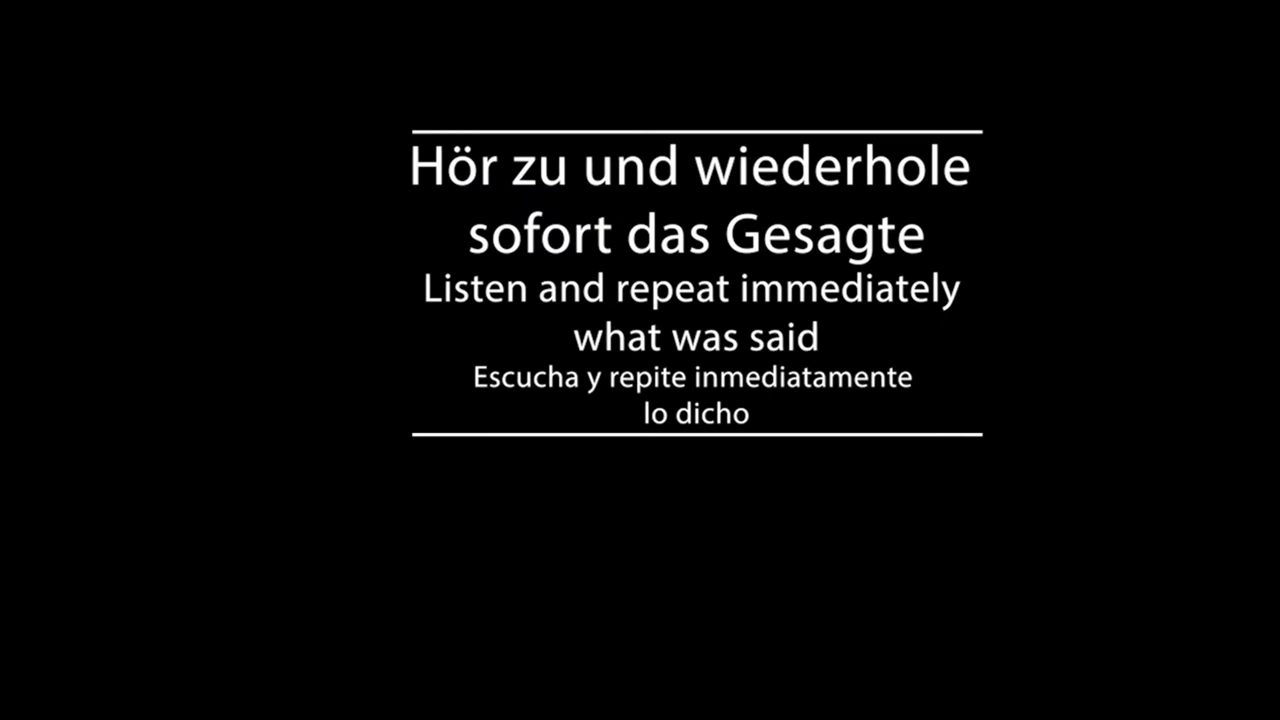 Hör zu und wiederhole
sofort das Gesagte
Listen and repeat immediately
what was said
Escucha y repite inmediatamente
lo dicho